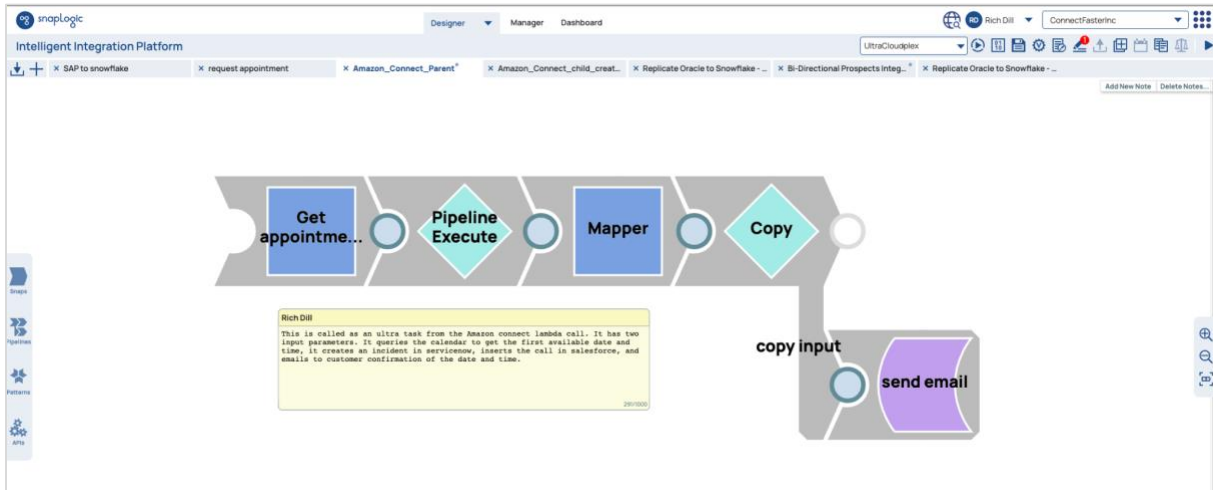 snapLogic
Designer
Manager
Dashboard
RD
Rich Dill
ConnectFasterInc
Intelligent Integration Platform
UltraCloudplex
1
SAP to snowflake
request appointment
Amazon_Connect_Parent*
Amazon_Connect_child_creat...
Replicate Oracle to Snowflake - ...
Bi-Directional Prospects Integ...*
Replicate Oracle to Snowflake - ...
Add New Note
Delete Notes...
Get
appointme...
Pipeline
Execute
Mapper
Copy
Snaps
Pipelines
Patterns
APIs
Rich Dill
This is called as an ultra task from the Amazon connect lambda call. It has two
input parameters. It queries the calendar to get the first available date and
time, it creates an incident in servicenow, inserts the call in salesforce, and
emails to customer confirmation of the date and time.
copy input
send email